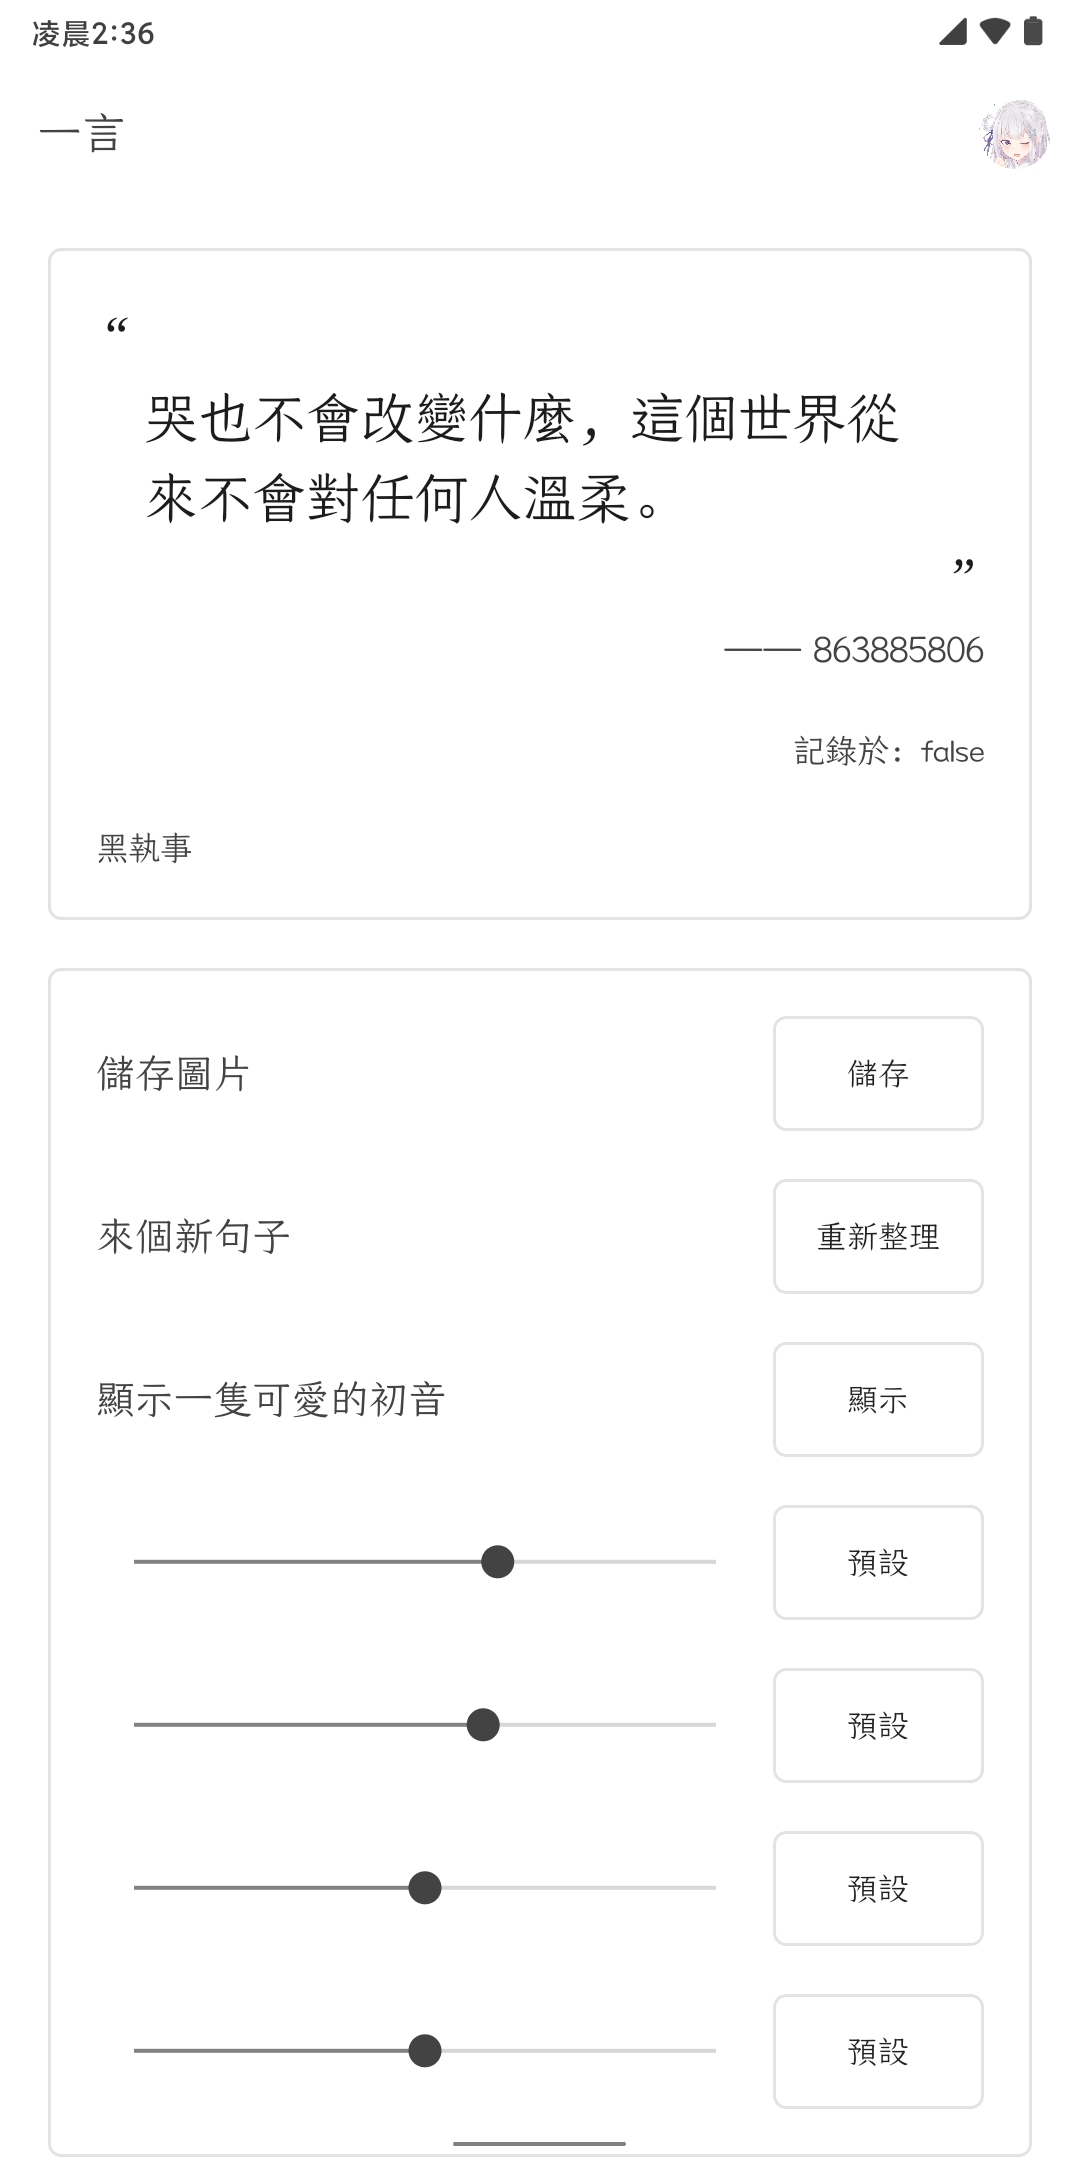 凌晨2:36
一言
“
哭也不會改變什麼，這個世界從
來不會對任何人溫柔。
”
—— 863885806
記錄於：false
黑執事
儲存圖片
儲存
來個新句子
重新整理
顯示一隻可愛的初音
顯示
預設
預設
預設
預設